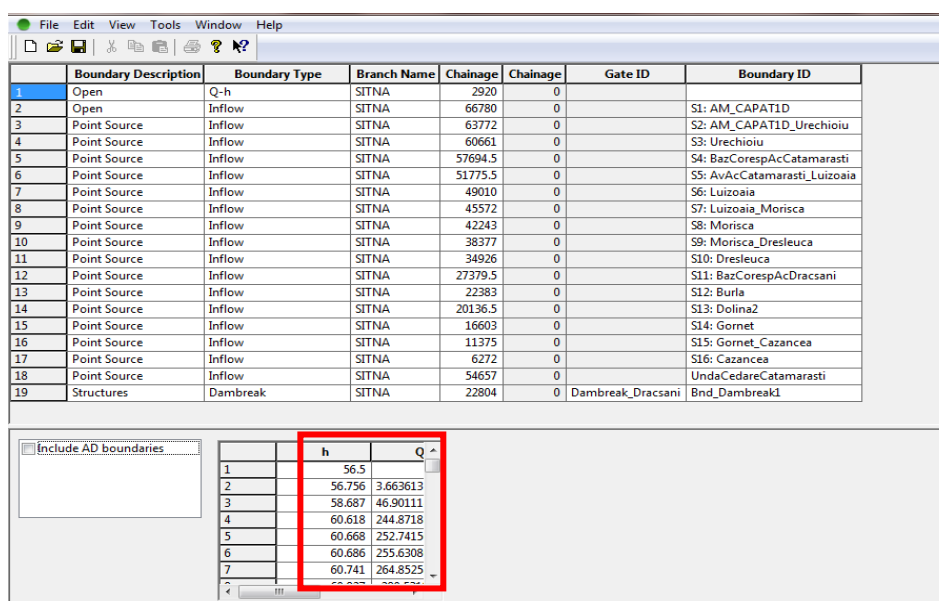 File Edit View Tools Window Help
Boundary Description Boundary Type Branch Name Chainage Chainage Gate ID Boundary ID
1 Open Q-h SITNA 2920 0
2 Open Inflow SITNA 66780 0 S1: AM_CAPAT1D
3 Point Source Inflow SITNA 63772 0 S2: AM_CAPAT1D_Urechioiu
4 Point Source Inflow SITNA 60661 0 S3: Urechioiu
5 Point Source Inflow SITNA 57694.5 0 S4: BazCorespAcCatamarasti
6 Point Source Inflow SITNA 51775.5 0 S5: AvAcCatamarasti_Luizoaia
7 Point Source Inflow SITNA 49010 0 S6: Luizoaia
8 Point Source Inflow SITNA 45572 0 S7: Luizoaia_Morisca
9 Point Source Inflow SITNA 42243 0 S8: Morisca
10 Point Source Inflow SITNA 38377 0 S9: Morisca_Dresleuca
11 Point Source Inflow SITNA 34926 0 S10: Dresleuca
12 Point Source Inflow SITNA 27379.5 0 S11: BazCorespAcDracsani
13 Point Source Inflow SITNA 22383 0 S12: Burla
14 Point Source Inflow SITNA 20136.5 0 S13: Dolina2
15 Point Source Inflow SITNA 16603 0 S14: Gornet
16 Point Source Inflow SITNA 11375 0 S15: Gornet_Cazancea
17 Point Source Inflow SITNA 6272 0 S16: Cazancea
18 Point Source Inflow SITNA 54657 0 UndaCedareCatamarasti
19 Structures Dambreak SITNA 22804 0 Dambreak_Dracsani Bnd_Dambreak1
Include AD boundaries
h Q
1 56.5
2 56.756 3.663613
3 58.687 46.90111
4 60.618 244.8718
5 60.668 252.7415
6 60.686 255.6308
7 60.741 264.8525